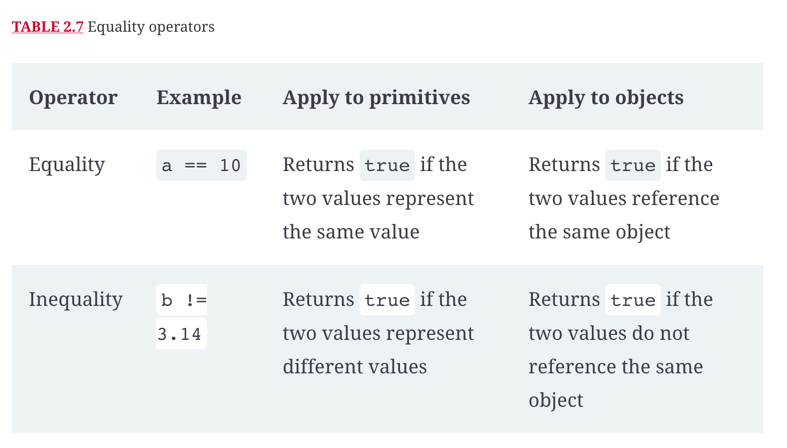 TABLE 2.7 Equality operators
Operator Example Apply to primitives Apply to objects
Equality a == 10 Returns true if the Returns true if the
two values represent two values reference
the same value the same object
Inequality b != Returns true if the Returns true if the
3.14 two values represent two values do not
different values reference the same
object